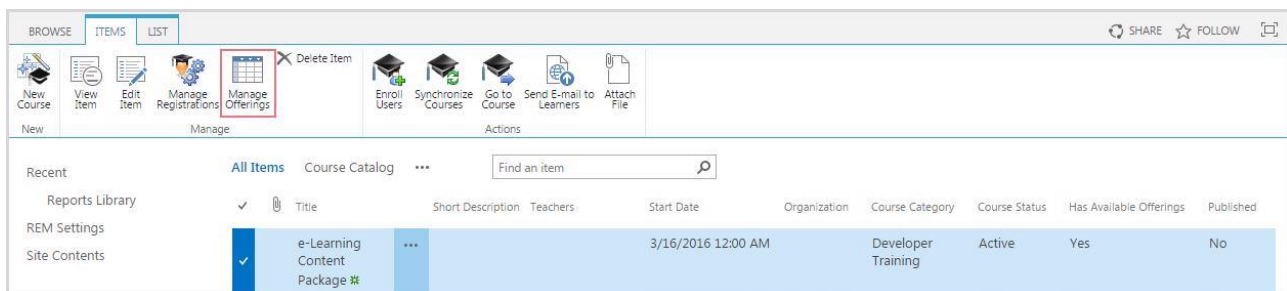 BROWSE ITEMS LIST SHARE FOLLOW
Delete Item
New Course View Item Edit Item Manage Registrations Manage Offerings Enroll Users Synchronize Courses Go to Course Send E-mail to Learners Attach File
New Manage Actions
Recent
Reports Library
REM Settings
Site Contents
All Items Course Catalog ... Find an item
Title Short Description Teachers Start Date Organization Course Category Course Status Has Available Offerings Published
e-Learning Content Package ... 3/16/2016 12:00 AM Developer Training Active Yes No